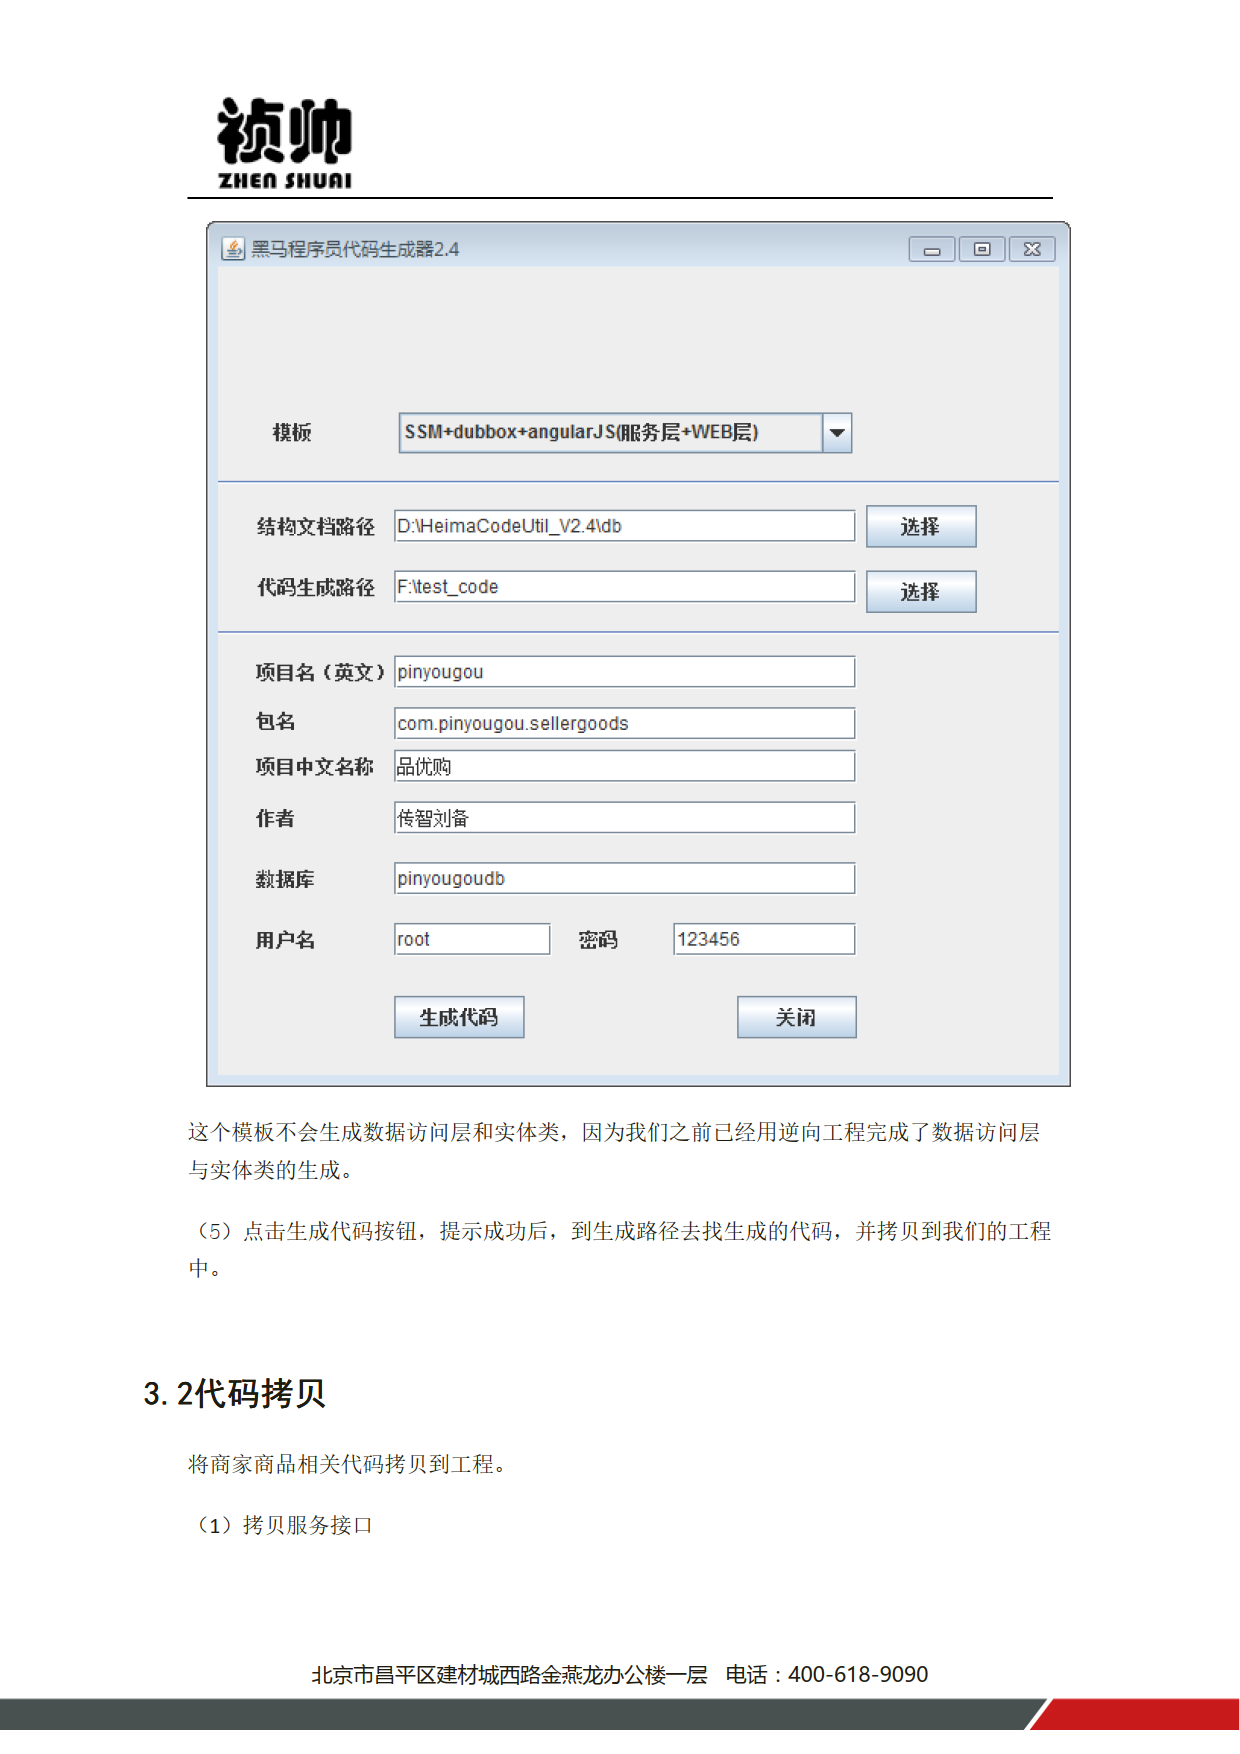 祯帅
ZHEN SHUAI
黑马程序员代码生成器2.4
模板 SSM+dubbox+angularJS(服务层+WEB层)
结构文档路径 D:\HeimaCodeUtil_V2.4\db 选择
代码生成路径 F:\test_code 选择
项目名（英文） pinyougou
包名 com.pinyougou.sellergoods
项目中文名称 品优购
作者 传智刘备
数据库 pinyougoudb
用户名 root 密码 123456
生成代码 关闭
这个模板不会生成数据访问层和实体类，因为我们之前已经用逆向工程完成了数据访问层
与实体类的生成。
（5）点击生成代码按钮，提示成功后，到生成路径去找生成的代码，并拷贝到我们的工程
中。
3.2代码拷贝
将商家商品相关代码拷贝到工程。
（1）拷贝服务接口
北京市昌平区建材城西路金燕龙办公楼一层 电话：400-618-9090